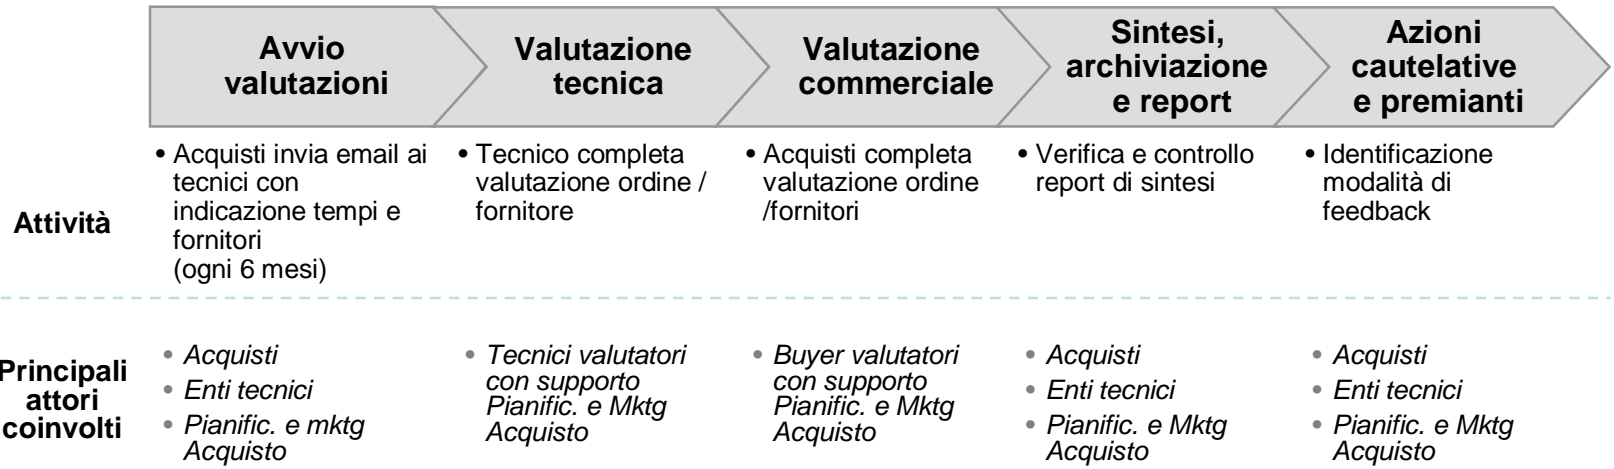 Avvio
valutazioni
Valutazione
tecnica
Valutazione
commerciale
Sintesi,
archiviazione
e report
Azioni
cautelative
e premianti
Attività
• Acquisti invia email ai
tecnici con
indicazione tempi e
fornitori
(ogni 6 mesi)
• Tecnico completa
valutazione ordine /
fornitore
• Acquisti completa
valutazione ordine
/fornitori
• Verifica e controllo
report di sintesi
• Identificazione
modalità di
feedback
Principali
attori
coinvolti
• Acquisti
• Enti tecnici
• Pianific. e mktg
Acquisto
• Tecnici valutatori
con supporto
Pianific. e Mktg
Acquisto
• Buyer valutatori
con supporto
Pianific. e Mktg
Acquisto
• Acquisti
• Enti tecnici
• Pianific. e Mktg
Acquisto
• Acquisti
• Enti tecnici
• Pianific. e Mktg
Acquisto